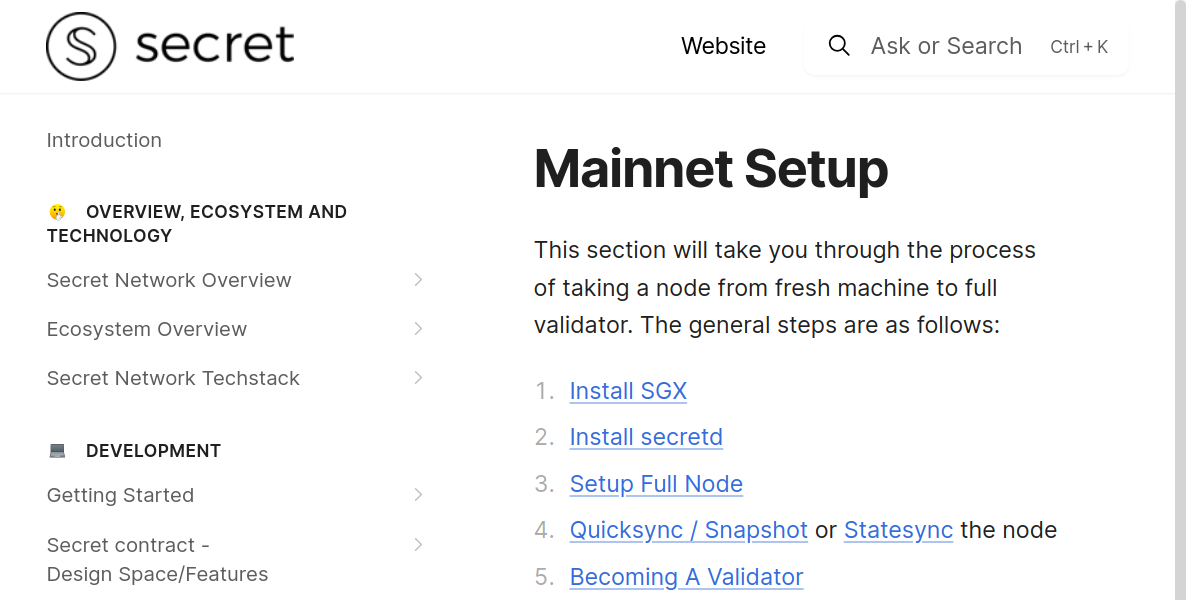 secret
Website
Ask or Search Ctrl + K
Introduction
OVERVIEW, ECOSYSTEM AND
TECHNOLOGY
Secret Network Overview
Ecosystem Overview
Secret Network Techstack
DEVELOPMENT
Getting Started
Secret contract -
Design Space/Features
Mainnet Setup
This section will take you through the process
of taking a node from fresh machine to full
validator. The general steps are as follows:
1. Install SGX
2. Install secretd
3. Setup Full Node
4. Quicksync / Snapshot or Statesync the node
5. Becoming A Validator